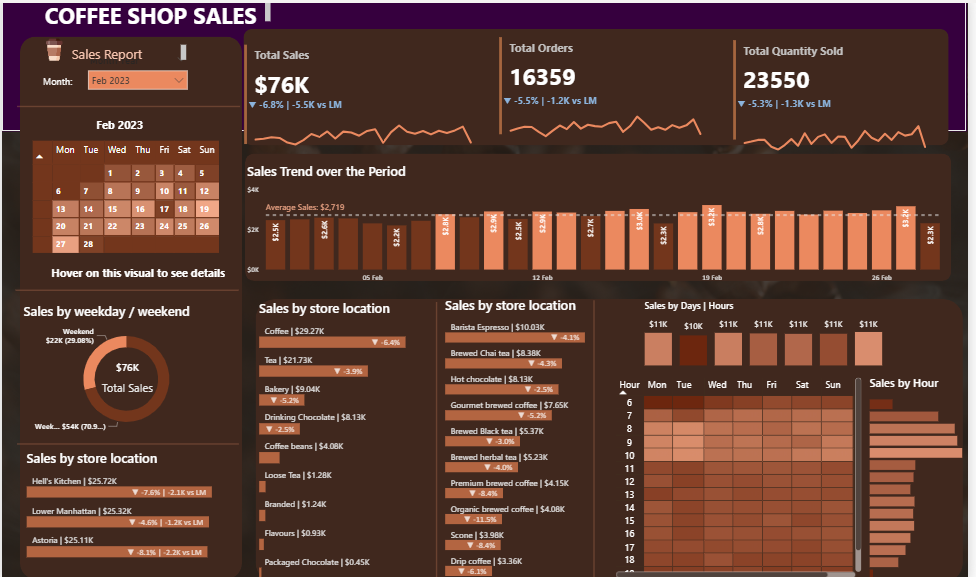 COFFEE SHOP SALES
Sales Report
Month: Feb 2023
Feb 2023
Mon Tue Wed Thu Fri Sat Sun
1 2 3 4 5
6 7 8 9 10 11 12
13 14 15 16 17 18 19
20 21 22 23 24 25 26
27 28
Hover on this visual to see details
Total Sales
$76K
▼ -6.8% | -5.5K vs LM
Total Orders
16359
▼ -5.5% | -1.2K vs LM
Total Quantity Sold
23550
▼ -5.3% | -1.3K vs LM
Sales Trend over the Period
$4K
$2K
$0K
Average Sales: $2,719
$2.5K $2.6K $2.2K $2.8K $2.9K $2.5K $2.9K $2.7K $3.0K $2.3K $3.2K $2.8K $3.2K $2.3K
05 Feb 12 Feb 19 Feb 26 Feb
Sales by weekday / weekend
Weekend
$22K (29.08%)
$76K
Total Sales
Week... $54K (70.9...)
Sales by store location
Hell's Kitchen | $25.72K
▼ -7.6% | -2.1K vs LM
Lower Manhattan | $25.32K
▼ -4.6% | -1.2K vs LM
Astoria | $25.11K
▼ -8.1% | -2.2K vs LM
Sales by store location
Coffee | $29.27K
▼ -6.4%
Tea | $21.73K
▼ -3.9%
Bakery | $9.04K
▼ -5.2%
Drinking Chocolate | $8.13K
▼ -2.5%
Coffee beans | $4.08K
Loose Tea | $1.28K
Branded | $1.24K
Flavours | $0.93K
Packaged Chocolate | $0.45K
Sales by store location
Barista Espresso | $10.03K
▼ -4.1%
Brewed Chai tea | $8.38K
▼ -4.3%
Hot chocolate | $8.13K
▼ -2.5%
Gourmet brewed coffee | $7.65K
▼ -5.2%
Brewed Black tea | $5.37K
▼ -3.0%
Brewed herbal tea | $5.23K
▼ -4.0%
Premium brewed coffee | $4.15K
▼ -8.4%
Organic brewed coffee | $4.08K
▼ -11.5%
Scone | $3.98K
▼ -8.4%
Drip coffee | $3.36K
▼ -6.1%
Sales by Days | Hours
$11K $10K $11K $11K $11K $11K $11K
Hour Mon Tue Wed Thu Fri Sat Sun
6
7
8
9
10
11
12
13
14
15
16
17
18
Sales by Hour